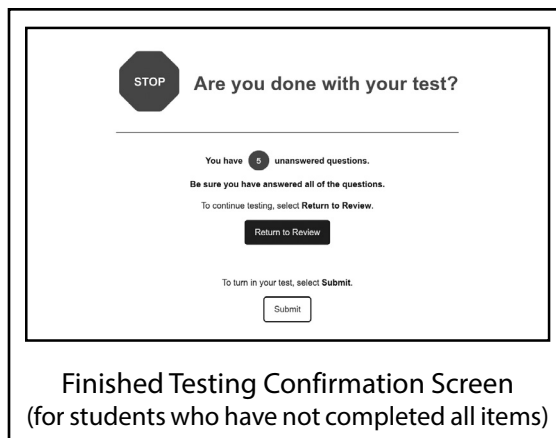 STOP
Are you done with your test?
You have 5 unanswered questions.
Be sure you have answered all of the questions.
To continue testing, select Return to Review.
Return to Review
To turn in your test, select Submit.
Submit
Finished Testing Confirmation Screen
(for students who have not completed all items)